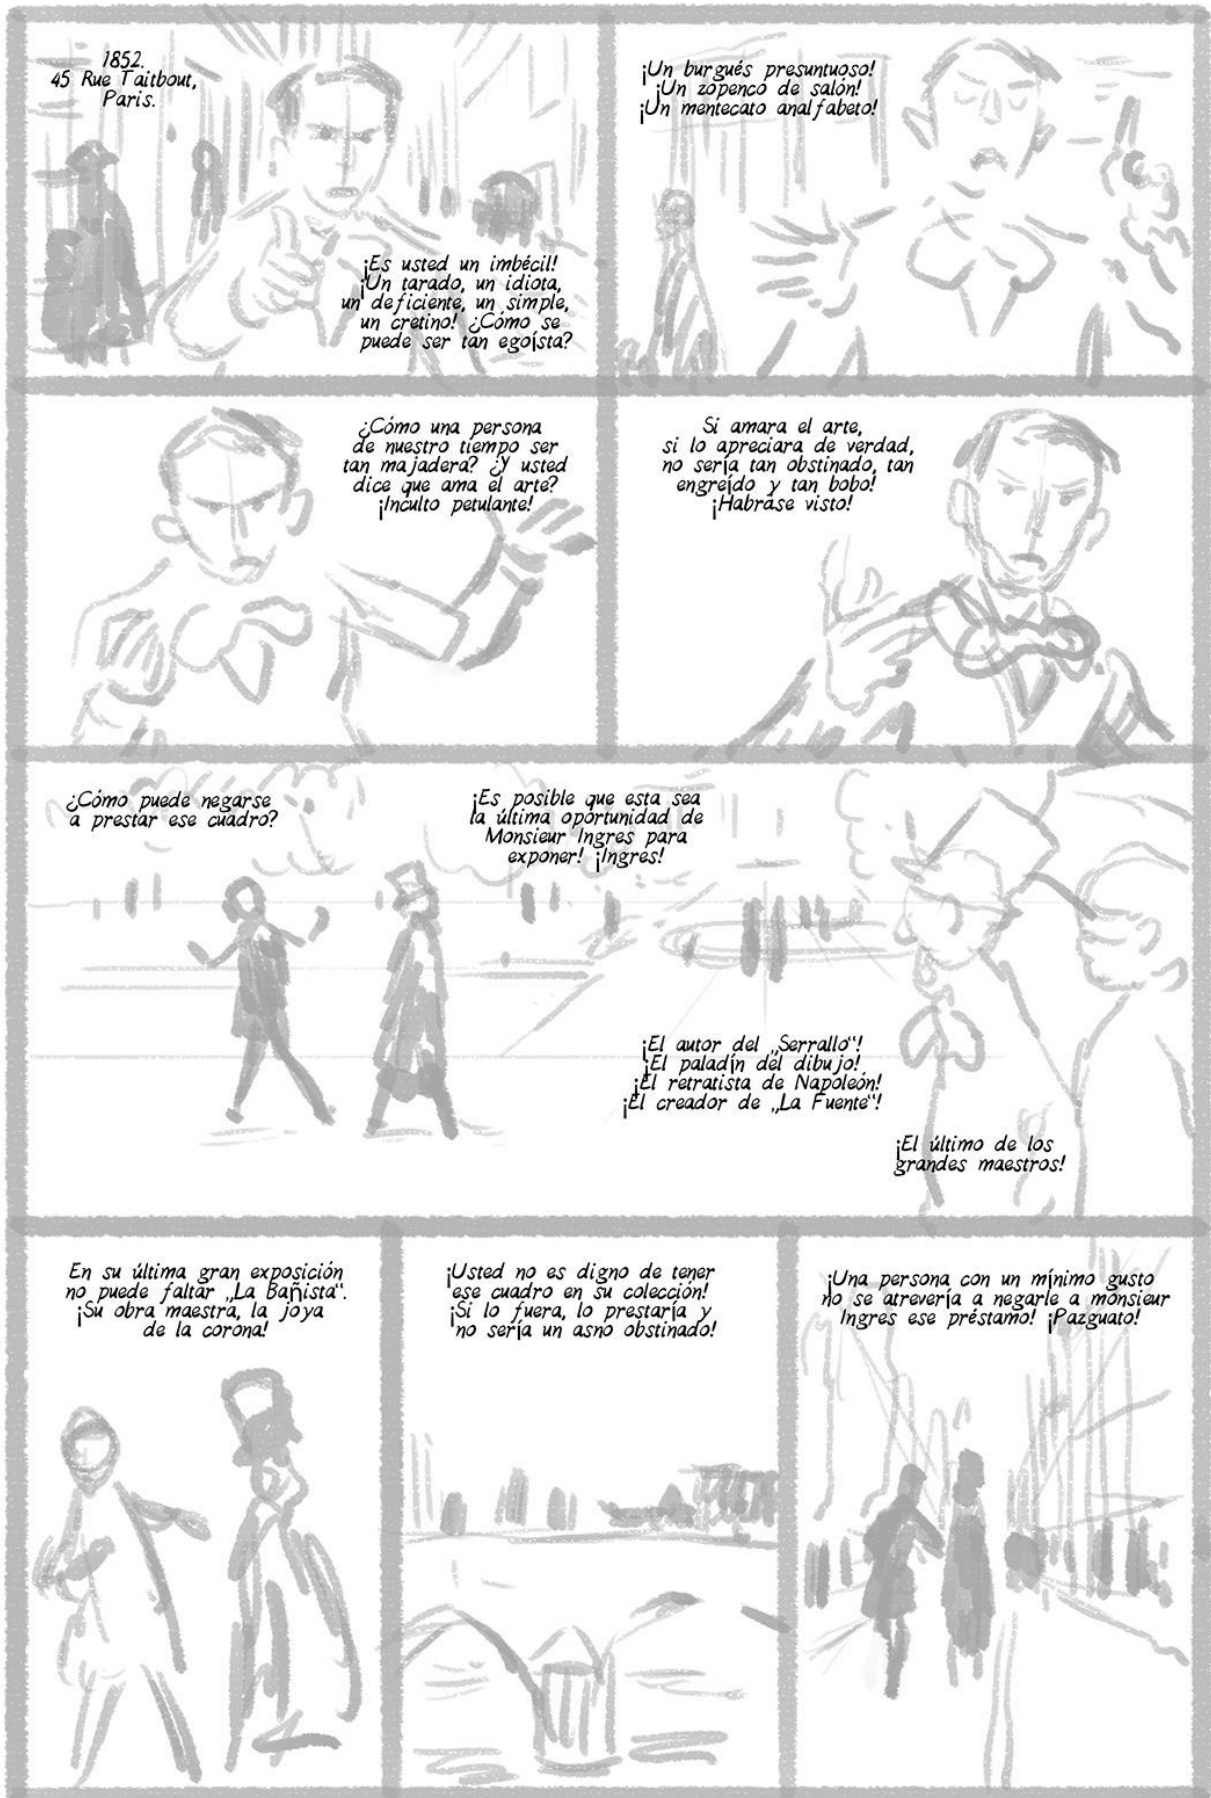 1852.
45 Rue Taitbout,
Paris.
¡Es usted un imbécil!
¡Un tarado, un idiota,
un deficiente, un simple,
un cretino! ¿Cómo se
puede ser tan egoísta?
¡Un burgués presuntuoso!
¡Un zopenco de salón!
¡Un mentecato analfabeto!
¿Cómo una persona
de nuestro tiempo ser
tan majadera? ¿Y usted
dice que ama el arte?
¡Inculto petulante!
Si amara el arte,
si lo apreciara de verdad,
no sería tan obstinado, tan
engreído y tan bobo!
¡Habráse visto!
¿Cómo puede negarse
a prestar ese cuadro?
¡Es posible que esta sea
la última oportunidad de
Monsieur Ingres para
exponer! ¡Ingres!
¡El autor del „Serrallo“!
¡El paladín del dibujo!
¡El retratista de Napoleón!
¡El creador de „La Fuente“!
¡El último de los
grandes maestros!
En su última gran exposición
no puede faltar „La Bañista“.
¡Su obra maestra, la joya
de la corona!
¡Usted no es digno de tener
ese cuadro en su colección!
¡Si lo fuera, lo prestaría y
no sería un asno obstinado!
¡Una persona con un mínimo gusto
no se atrevería a negarle a monsieur
Ingres ese préstamo! ¡Pazguato!